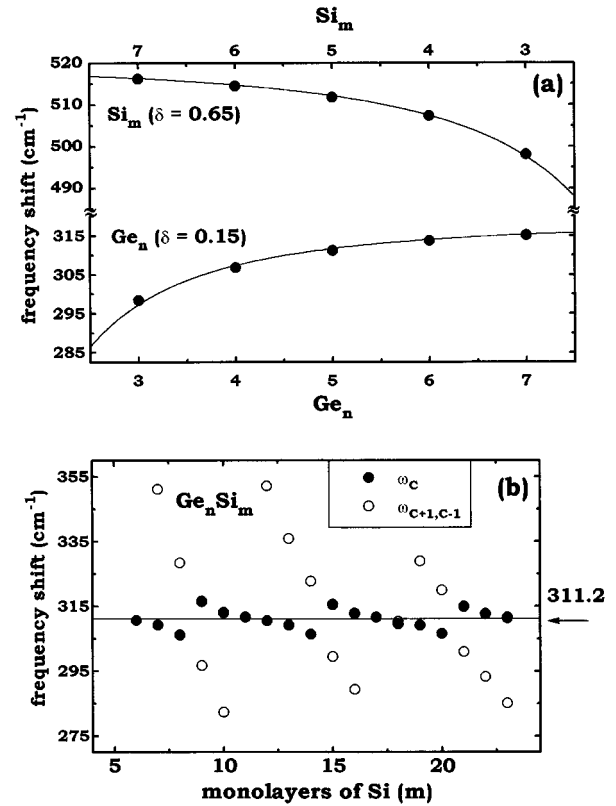 Si_m
7 6 5 4 3
520
510
500
490
315
305
295
285
frequency shift (cm⁻¹)
(a)
Si_m (δ = 0.65)
Ge_n (δ = 0.15)
3 4 5 6 7
Ge_n
355
335
315
295
275
frequency shift (cm⁻¹)
Ge_nSi_m
ω_C
ω_C+1,C-1
(b)
311.2
5 10 15 20
monolayers of Si (m)